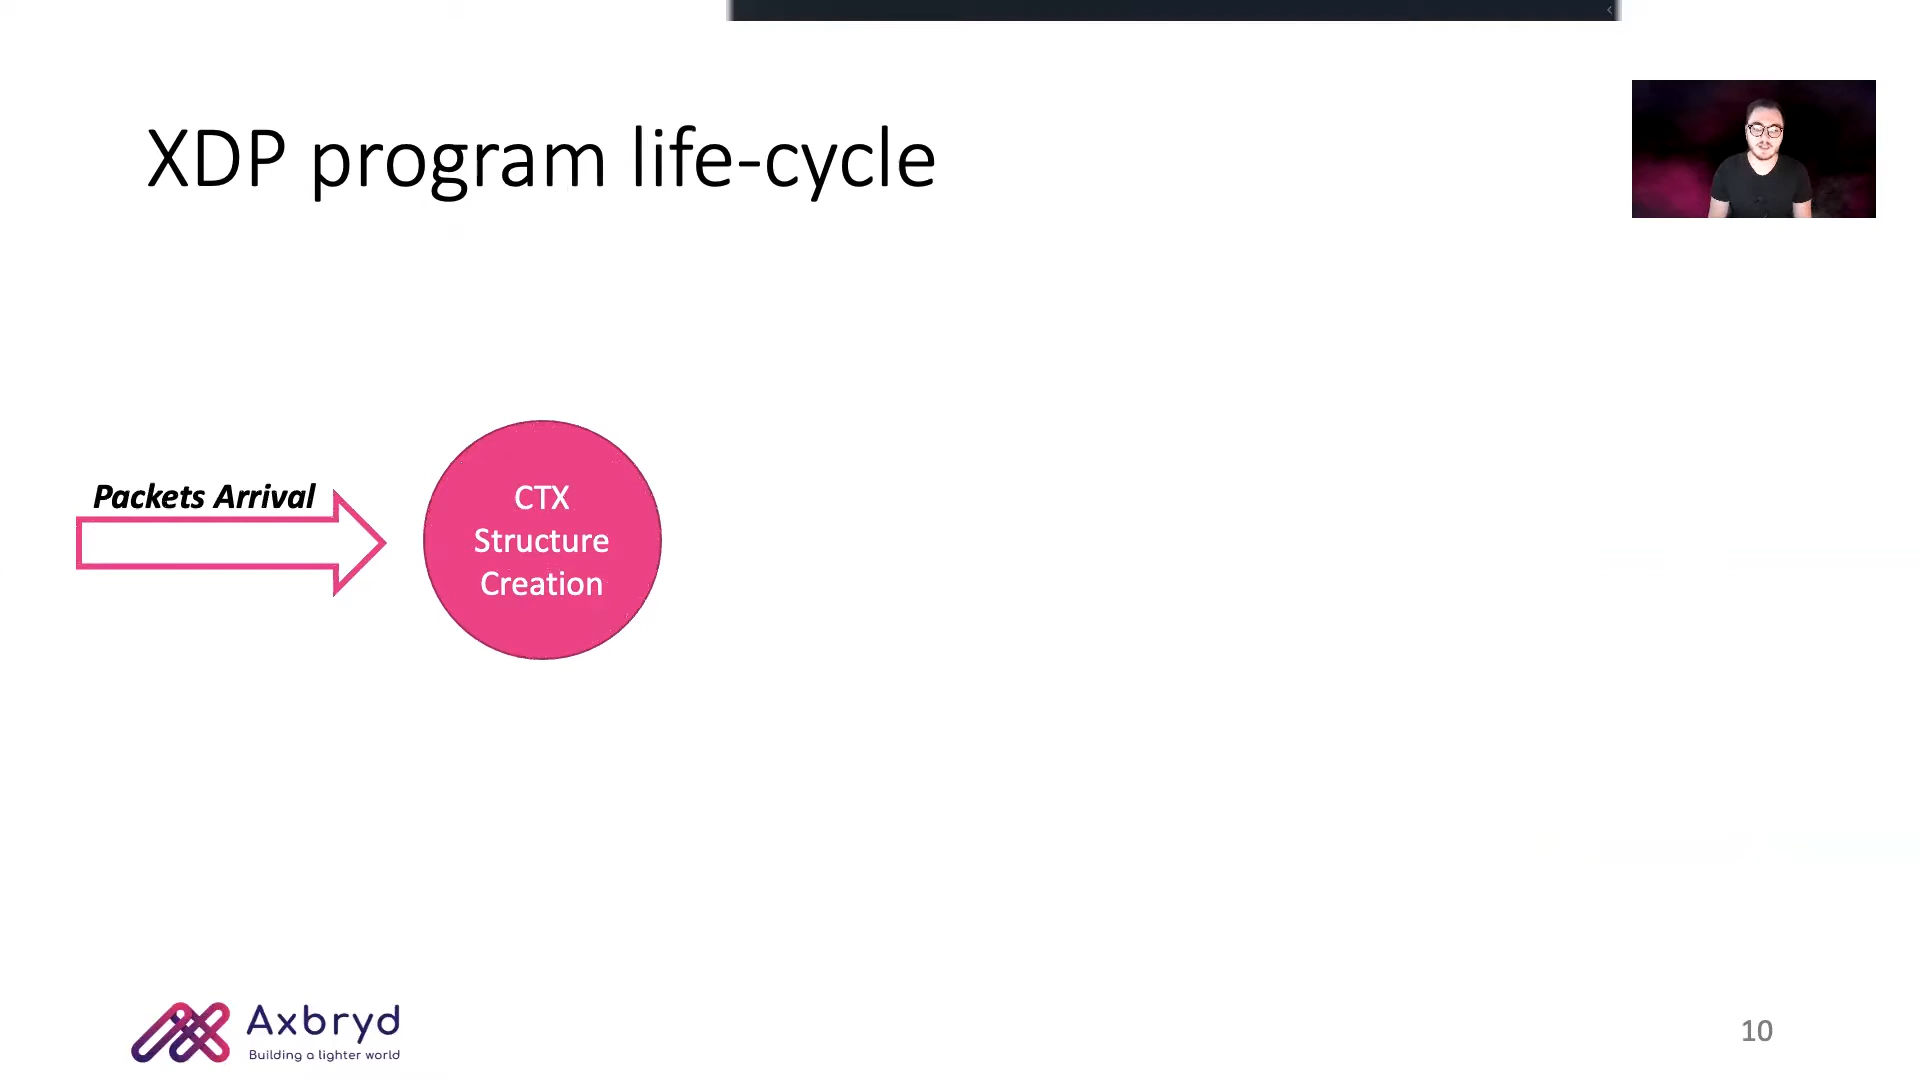 XDP program life-cycle
Packets Arrival
CTX
Structure
Creation
Axbryd
Building a lighter world
10